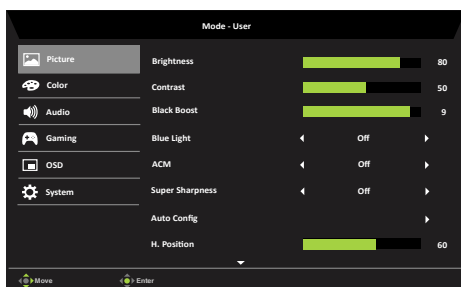 Mode - User
Picture
Brightness 80
Color
Contrast 50
Audio
Black Boost 9
Gaming
Blue Light Off
OSD
ACM Off
System
Super Sharpness Off
Auto Config
H. Position 60
Move Enter